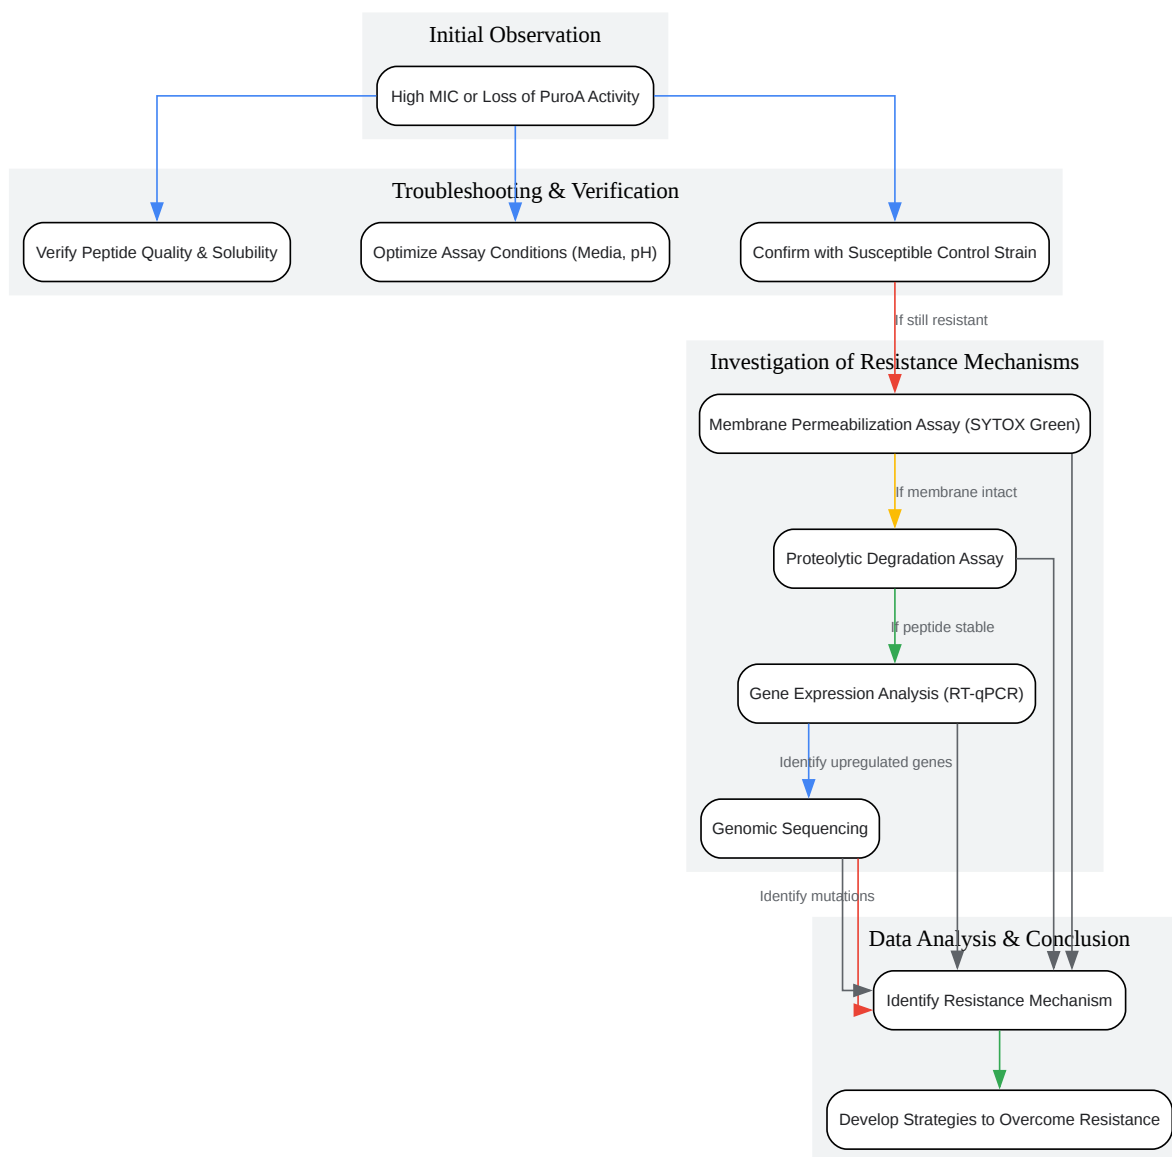 Initial Observation
High MIC or Loss of PuroA Activity
Troubleshooting & Verification
Verify Peptide Quality & Solubility
Optimize Assay Conditions (Media, pH)
Confirm with Susceptible Control Strain
If still resistant
Investigation of Resistance Mechanisms
Membrane Permeabilization Assay (SYTOX Green)
If membrane intact
Proteolytic Degradation Assay
If peptide stable
Gene Expression Analysis (RT-qPCR)
Identify upregulated genes
Genomic Sequencing
Identify mutations
Data Analysis & Conclusion
Identify Resistance Mechanism
Develop Strategies to Overcome Resistance